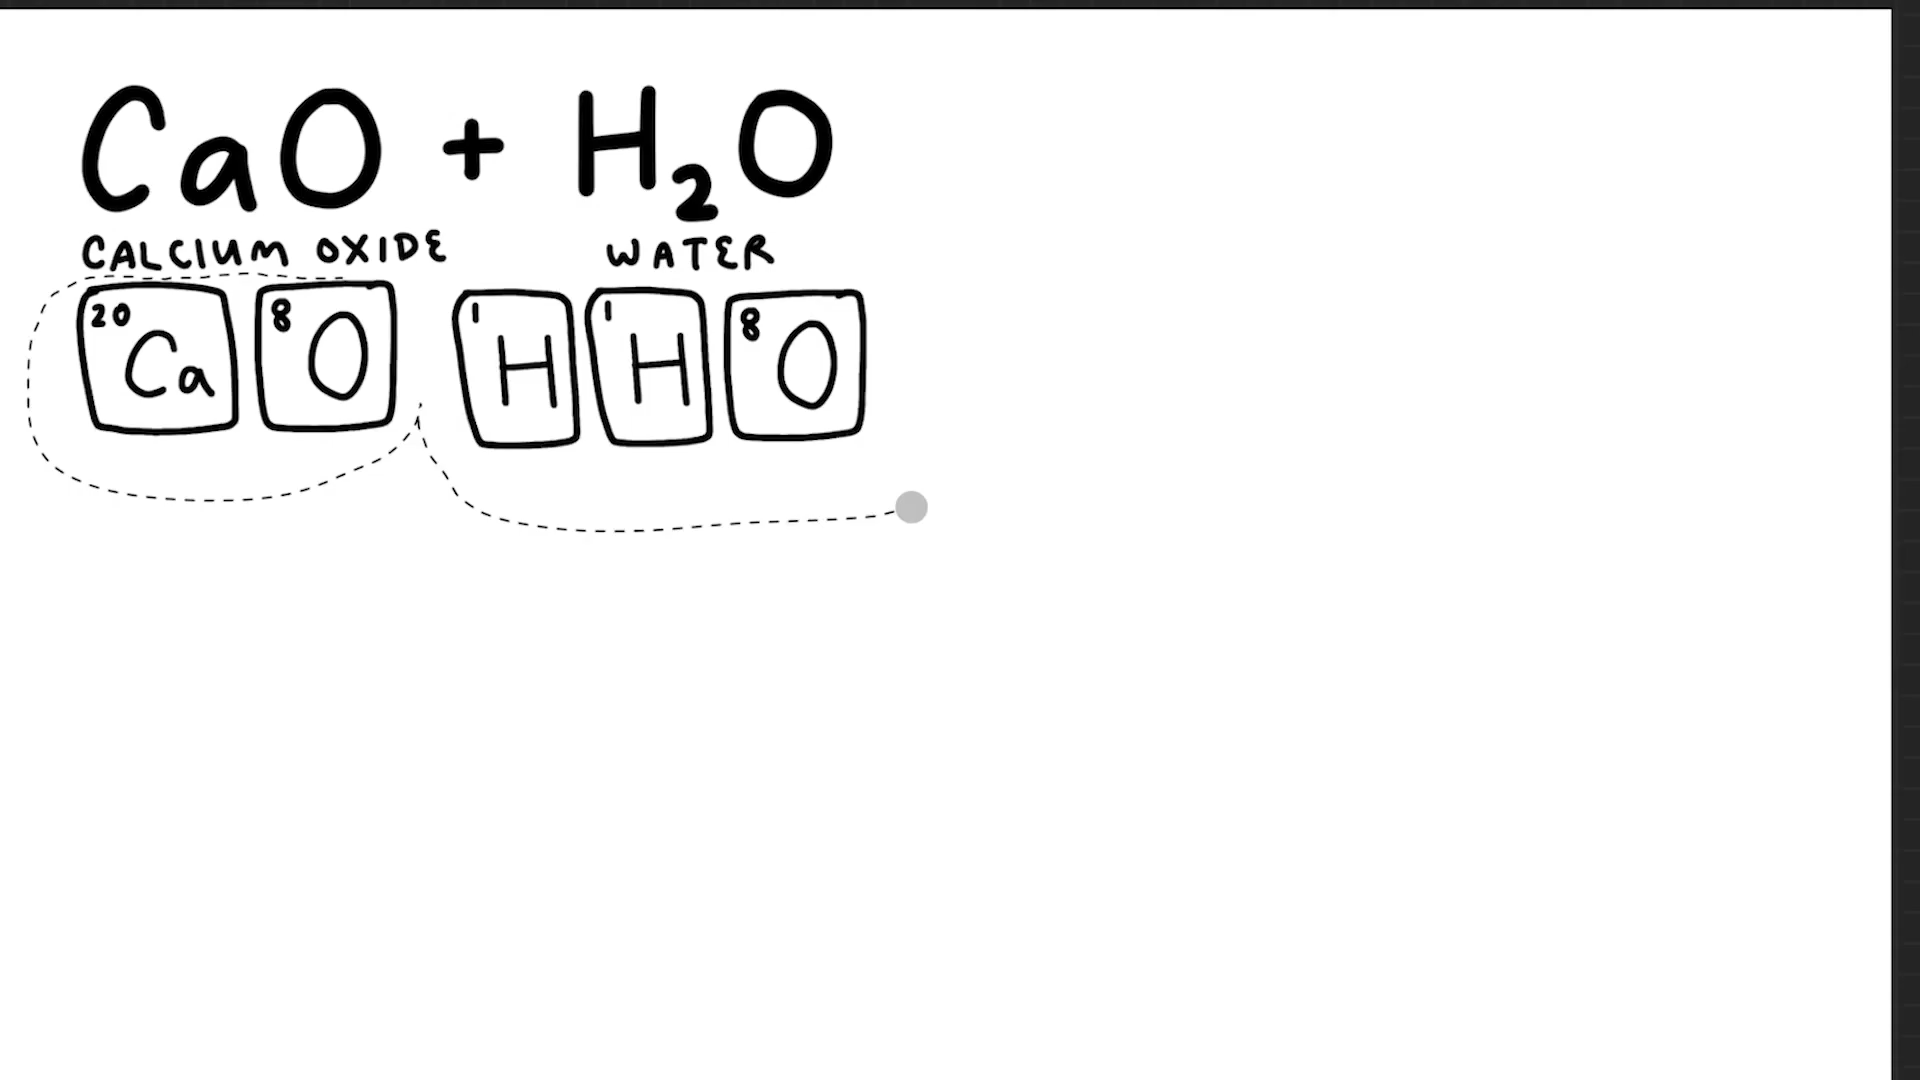 CaO + H₂O
CALCIUM OXIDE WATER
20 Ca 8 O 1 H 1 H 8 O